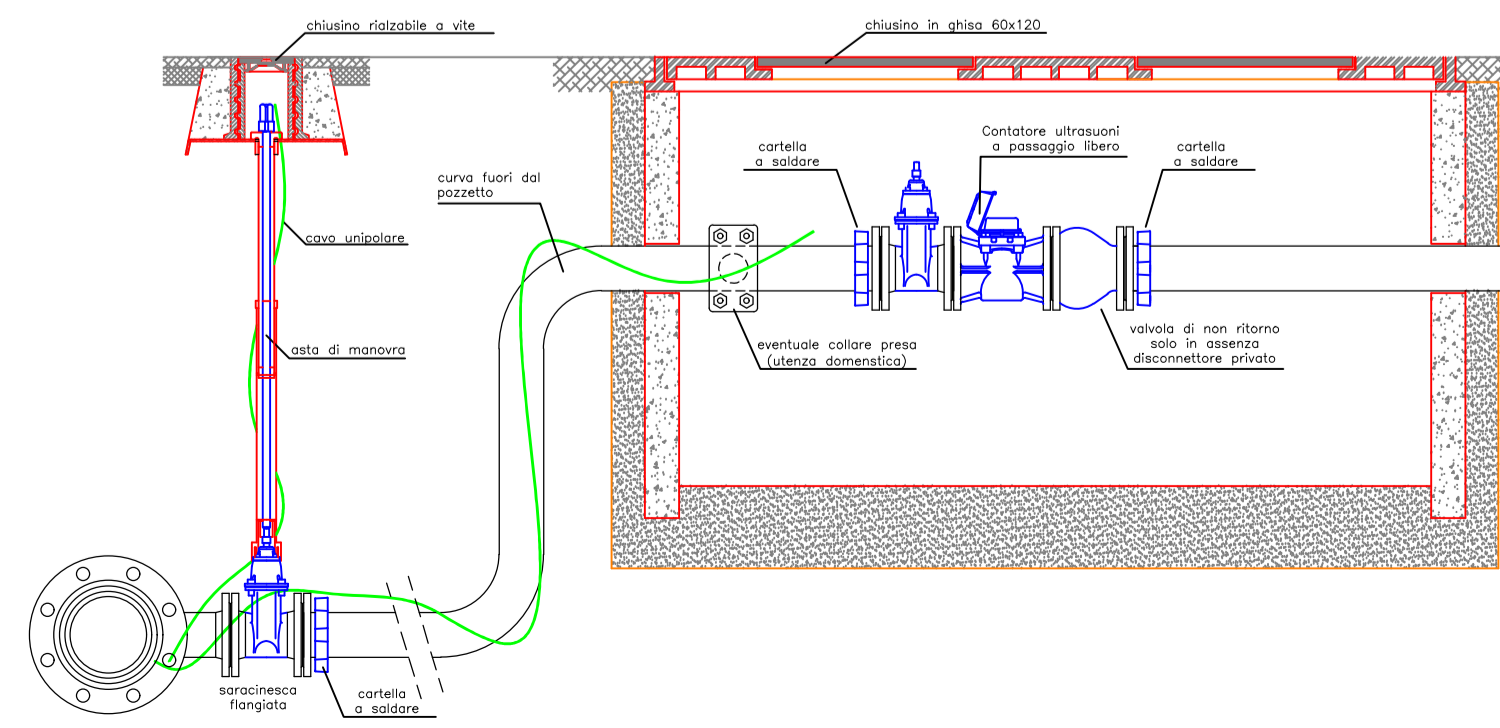 chiusino rialzabile a vite
chiusino in ghisa 60x120
Contatore ultrasuoni
a passaggio libero
cartella
a saldare
cartella
a saldare
curva fuori dal
pozzetto
cavo unipolare
asta di manovra
eventuale collare presa
(utenza domenstica)
valvola di non ritorno
solo in assenza
disconnettore privato
saracinesca
flangiata
cartella
a saldare